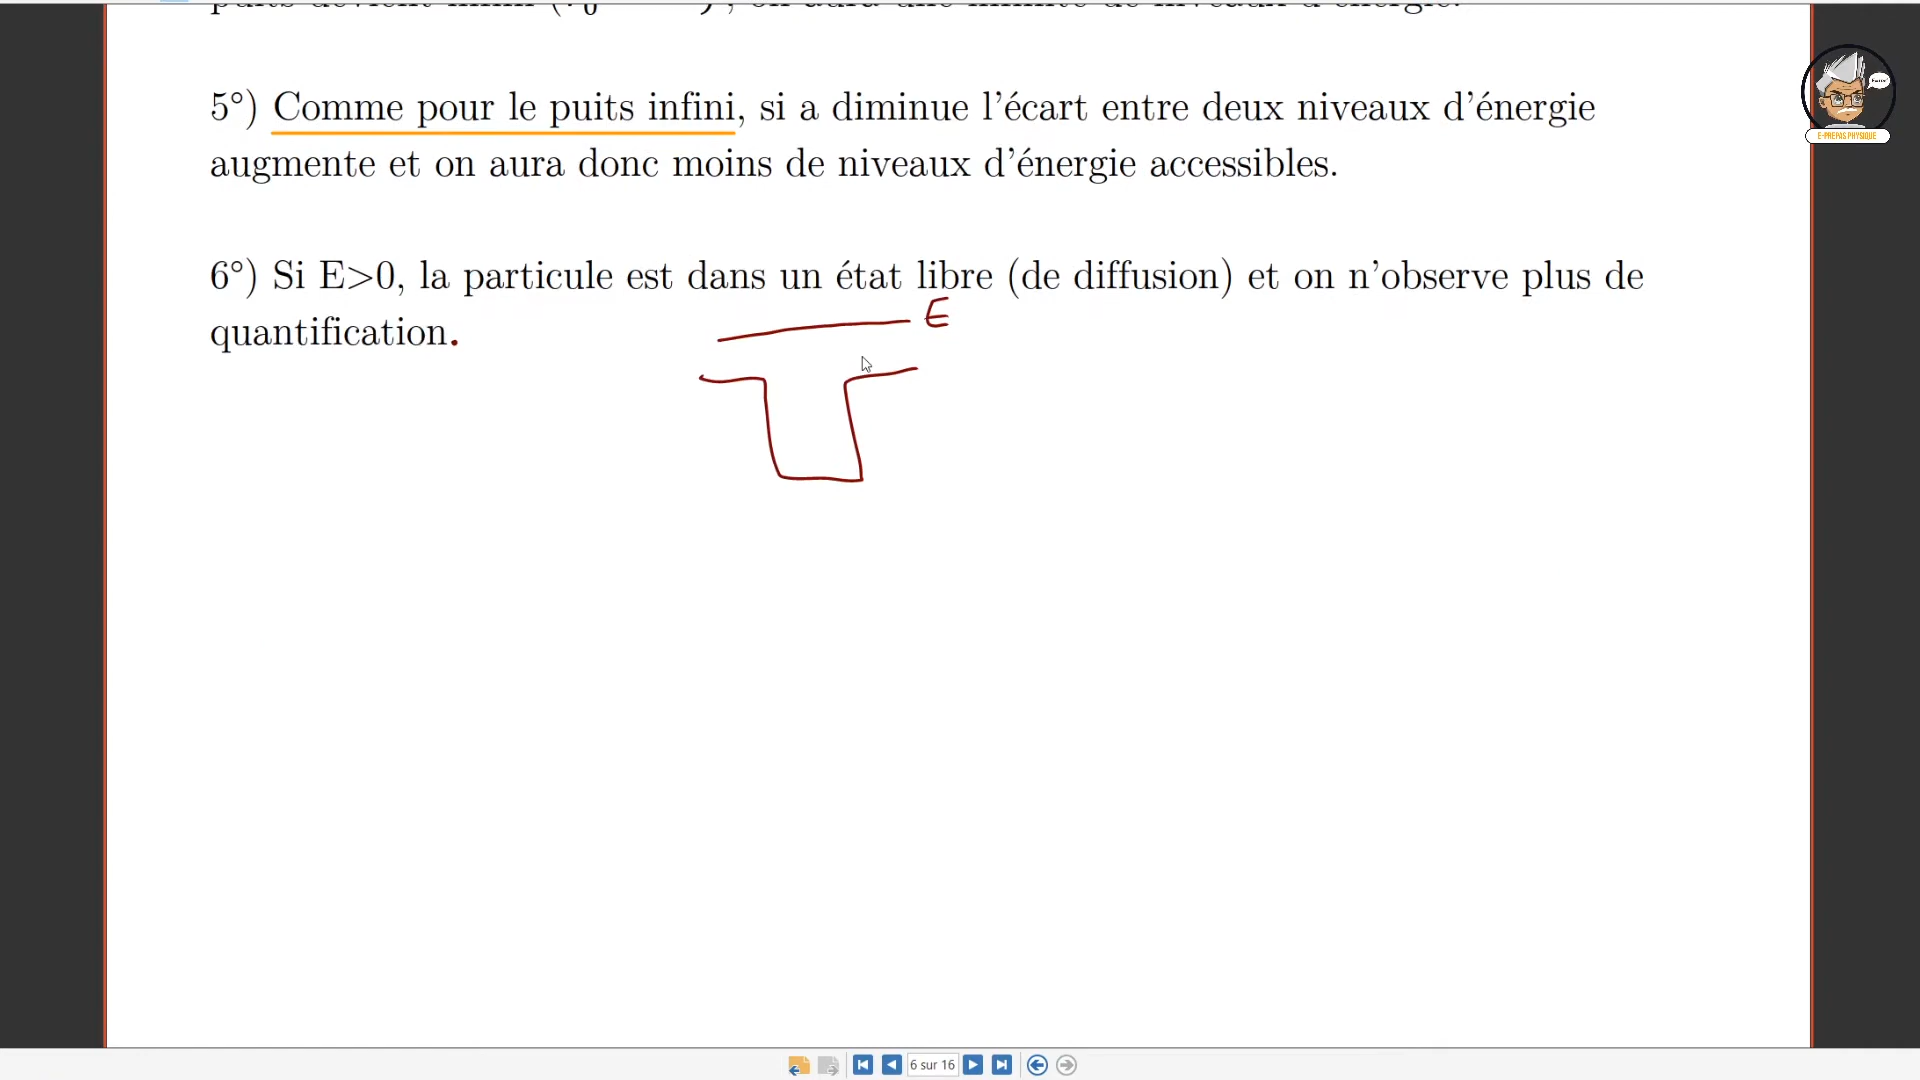 5°) Comme pour le puits infini, si a diminue l'écart entre deux niveaux d'énergie
augmente et on aura donc moins de niveaux d'énergie accessibles.
6°) Si E>0, la particule est dans un état libre (de diffusion) et on n'observe plus de
quantification.
E
E-PREPAS PHYSIQUE
6 sur 16